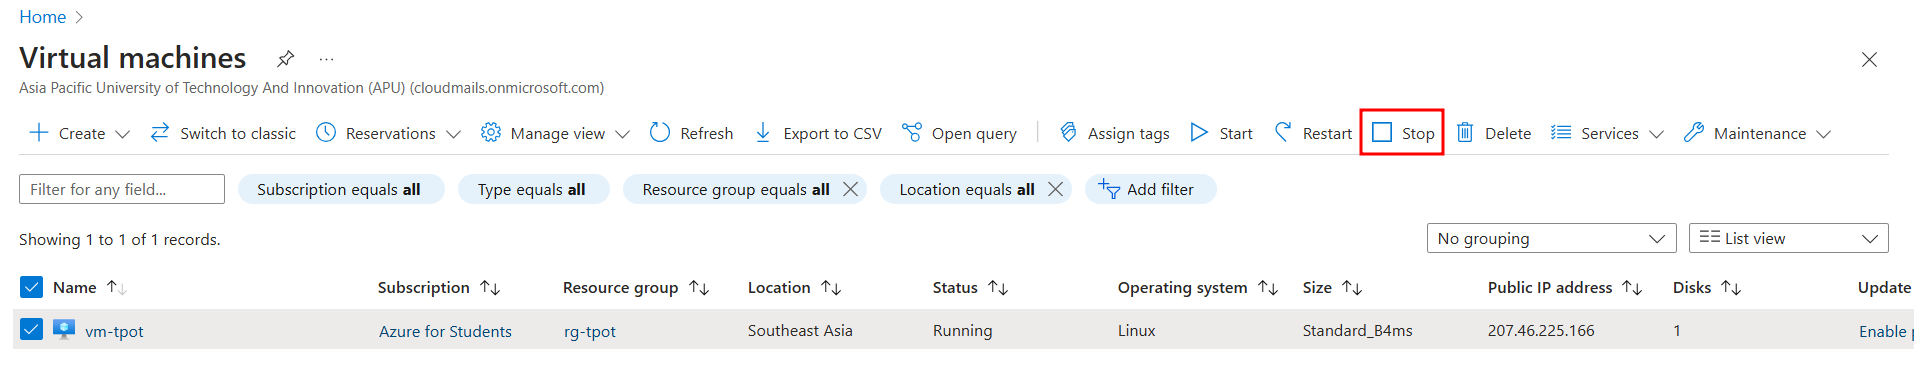 Home
Virtual machines
Asia Pacific University of Technology And Innovation (APU) (cloudmails.onmicrosoft.com)
Create Switch to classic Reservations Manage view Refresh Export to CSV Open query Assign tags Start Restart Stop Delete Services Maintenance
Filter for any field... Subscription equals all Type equals all Resource group equals all Location equals all Add filter
Showing 1 to 1 of 1 records. No grouping List view
Name Subscription Resource group Location Status Operating system Size Public IP address Disks Update
vm-tpot Azure for Students rg-tpot Southeast Asia Running Linux Standard_B4ms 207.46.225.166 1 Enable